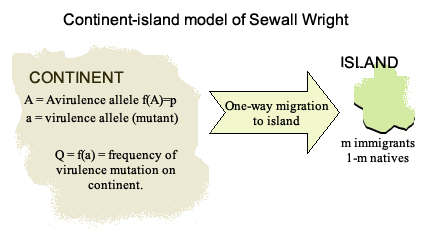 Continent-island model of Sewall Wright
CONTINENT
A = Avirulence allele f(A)=p
a = virulence allele (mutant)
Q = f(a) = frequency of
virulence mutation on
continent.
One-way migration
to island
ISLAND
m immigrants
1-m natives